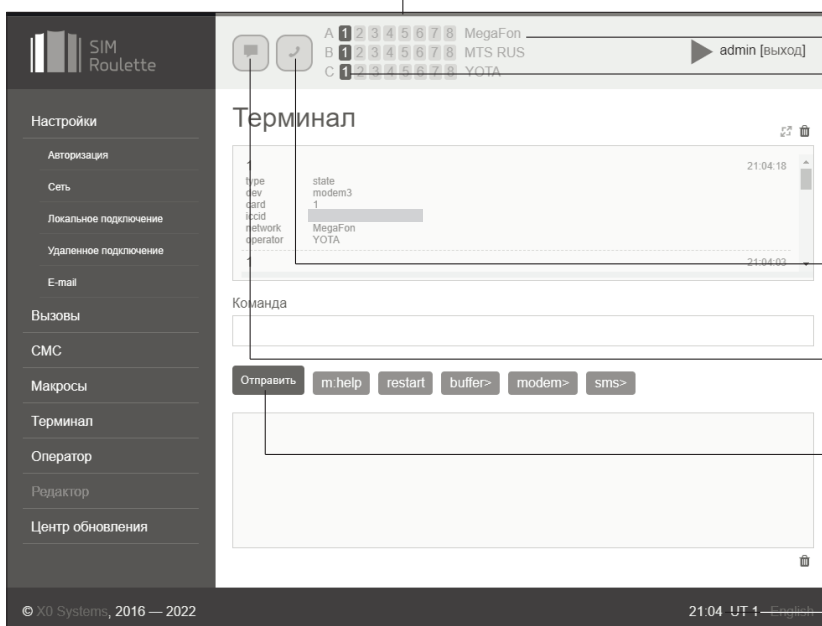 SIM
Roulette
A 1 2 3 4 5 6 7 8 MegaFon
B 1 2 3 4 5 6 7 8 MTS RUS
C 1 2 3 4 5 6 7 8 YOTA
admin [выход]
Настройки
Авторизация
Сеть
Локальное подключение
Удаленное подключение
E-mail
Вызовы
СМС
Макросы
Терминал
Оператор
Редактор
Центр обновления
Терминал
1 21:04:18
type state
dev modem3
card 1
iccid
network MegaFon
operator YOTA
1 21:04:03
Команда
Отправить m:help restart buffer> modem> sms>
© X0 Systems, 2016 — 2022
21:04 UT 1 English